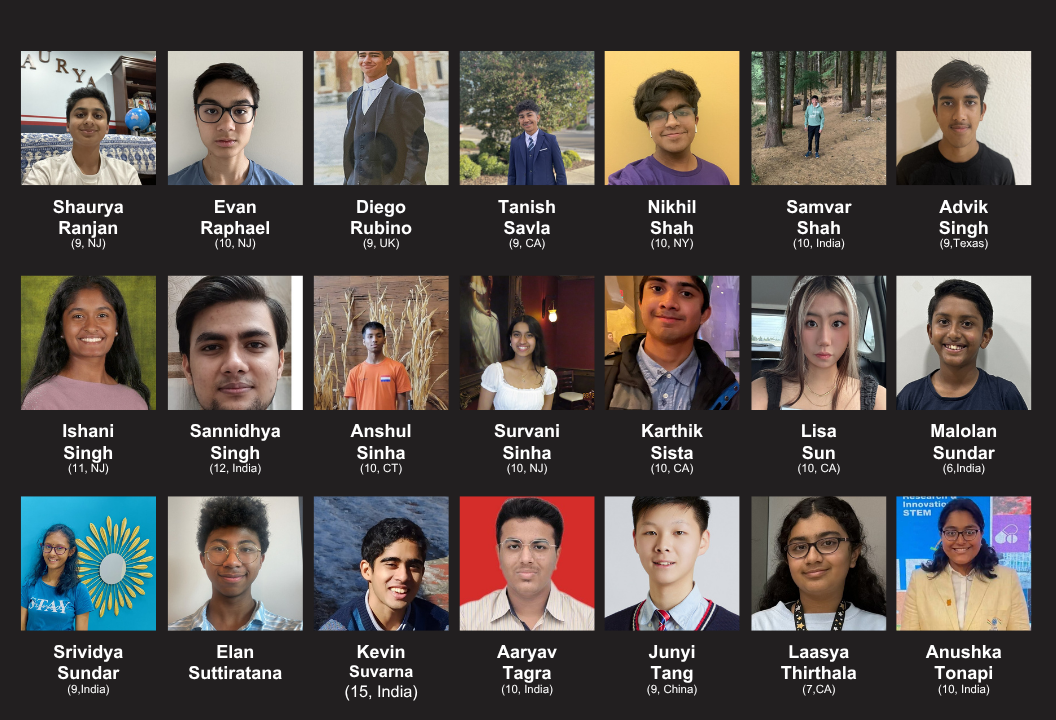 AURYA
Shaurya
Ranjan
(9, NJ)
Evan
Raphael
(10, NJ)
Diego
Rubino
(9, UK)
Tanish
Savla
(9, CA)
Nikhil
Shah
(10, NY)
Samvar
Shah
(10, India)
Advik
Singh
(9,Texas)
Ishani
Singh
(11, NJ)
Sannidhya
Singh
(12, India)
Anshul
Sinha
(10, CT)
Survani
Sinha
(10, NJ)
Karthik
Sista
(10, CA)
Lisa
Sun
(10, CA)
Malolan
Sundar
(6,India)
STAY
Research &
Innovation
STEM
Srividya
Sundar
(9,India)
Elan
Suttiratana
Kevin
Suvarna
(15, India)
Aaryav
Tagra
(10, India)
Junyi
Tang
(9, China)
Laasya
Thirthala
(7,CA)
Anushka
Tonapi
(10, India)